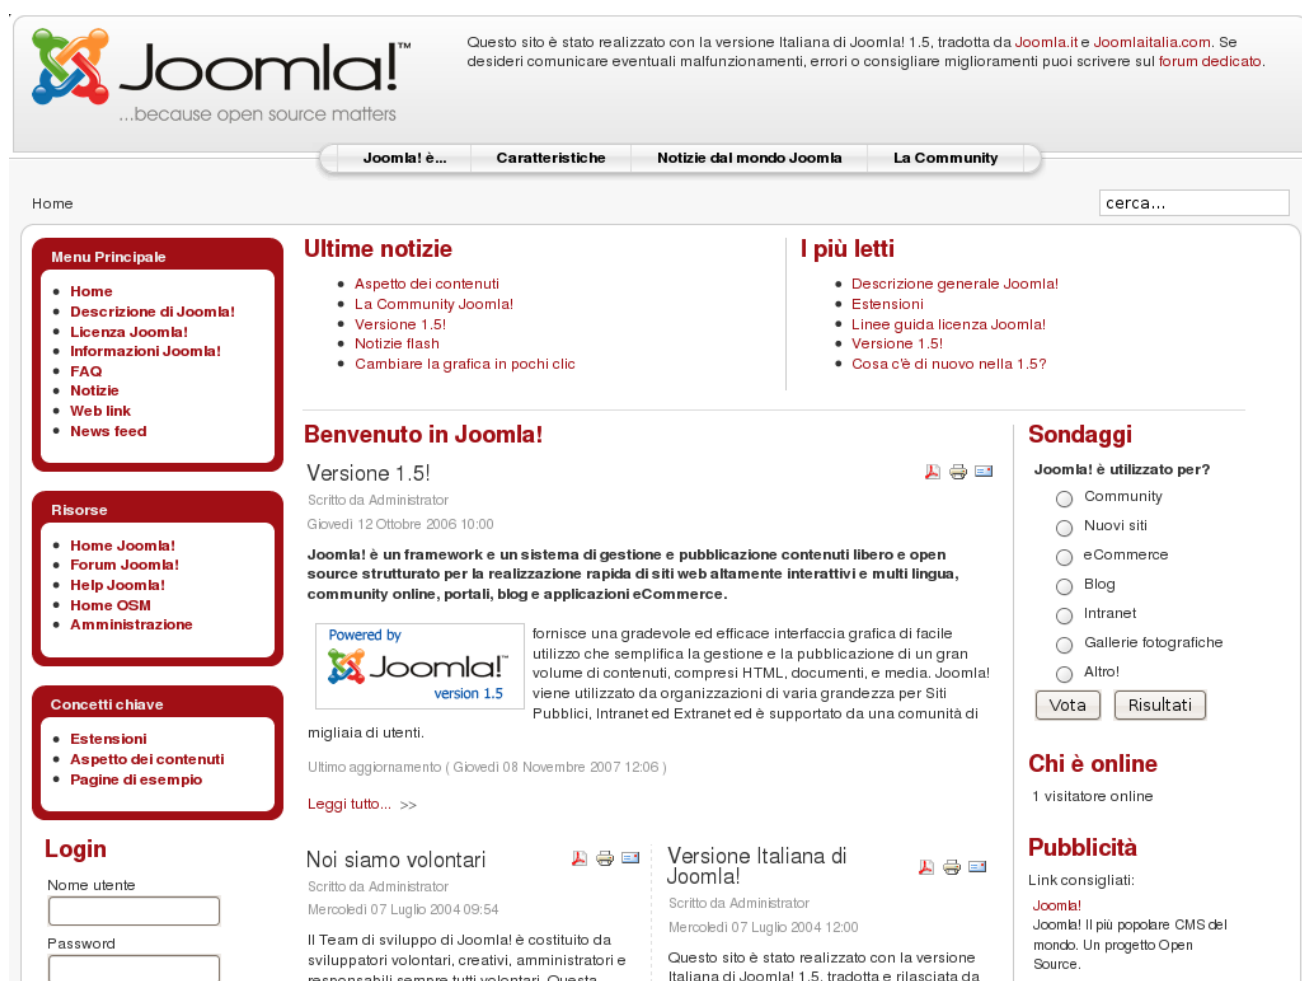 Joomla!™
...because open source matters
Questo sito è stato realizzato con la versione Italiana di Joomla! 1.5, tradotta da Joomla.it e Joomlaitalia.com. Se
desideri comunicare eventuali malfunzionamenti, errori o consigliare miglioramenti puoi scrivere sul forum dedicato.
Joomla! è... Caratteristiche Notizie dal mondo Joomla La Community
Home
cerca...
Menu Principale
Home
Descrizione di Joomla!
Licenza Joomla!
Informazioni Joomla!
FAQ
Notizie
Web link
News feed
Risorse
Home Joomla!
Forum Joomla!
Help Joomla!
Home OSM
Amministrazione
Concetti chiave
Estensioni
Aspetto dei contenuti
Pagine di esempio
Login
Nome utente
Password
Ultime notizie
Aspetto dei contenuti
La Community Joomla!
Versione 1.5!
Notizie flash
Cambiare la grafica in pochi clic
I più letti
Descrizione generale Joomla!
Estensioni
Linee guida licenza Joomla!
Versione 1.5!
Cosa c'è di nuovo nella 1.5?
Benvenuto in Joomla!
Versione 1.5!
Scritto da Administrator
Giovedì 12 Ottobre 2006 10:00
Joomla! è un framework e un sistema di gestione e pubblicazione contenuti libero e open
source strutturato per la realizzazione rapida di siti web altamente interattivi e multi lingua,
community online, portali, blog e applicazioni eCommerce.
Powered by
Joomla!™
version 1.5
fornisce una gradevole ed efficace interfaccia grafica di facile
utilizzo che semplifica la gestione e la pubblicazione di un gran
volume di contenuti, compresi HTML, documenti, e media. Joomla!
viene utilizzato da organizzazioni di varia grandezza per Siti
Pubblici, Intranet ed Extranet ed è supportato da una comunità di
migliaia di utenti.
Ultimo aggiornamento ( Giovedì 08 Novembre 2007 12:06 )
Leggi tutto... >>
Noi siamo volontari
Scritto da Administrator
Mercoledì 07 Luglio 2004 09:54
Il Team di sviluppo di Joomla! è costituito da
sviluppatori volontari, creativi, amministratori e
responsabili sempre tutti volontari. Questa
Versione Italiana di
Joomla!
Scritto da Administrator
Mercoledì 07 Luglio 2004 12:00
Questo sito è stato realizzato con la versione
Italiana di Joomla! 1.5, tradotta e rilasciata da
Sondaggi
Joomla! è utilizzato per?
Community
Nuovi siti
eCommerce
Blog
Intranet
Gallerie fotografiche
Altro!
Vota Risultati
Chi è online
1 visitatore online
Pubblicità
Link consigliati:
Joomla!
Joomla! Il più popolare CMS del
mondo. Un progetto Open
Source.